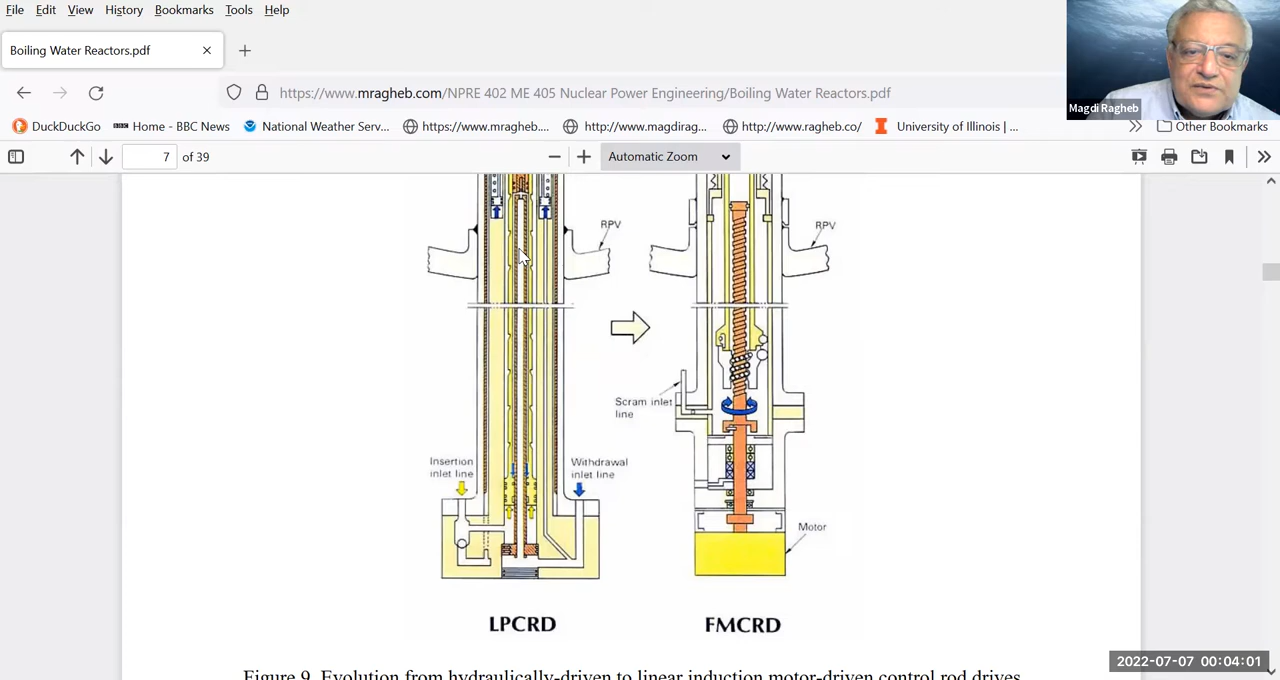 File Edit View History Bookmarks Tools Help
Boiling Water Reactors.pdf
https://www.mragheb.com/NPRE 402 ME 405 Nuclear Power Engineering/Boiling Water Reactors.pdf
Magdi Ragheb
DuckDuckGo
BBC Home - BBC News
National Weather Serv...
https://www.mragheb....
http://www.magdirag...
http://www.ragheb.co/
University of Illinois | ...
Other Bookmarks
7 of 39
Automatic Zoom
RPV
RPV
Scram inlet
line
Insertion
inlet line
Withdrawal
inlet line
Motor
LPCRD
FMCRD
Figure 9. Evolution from hydraulically-driven to linear induction motor-driven control rod drives
2022-07-07 00:04:01